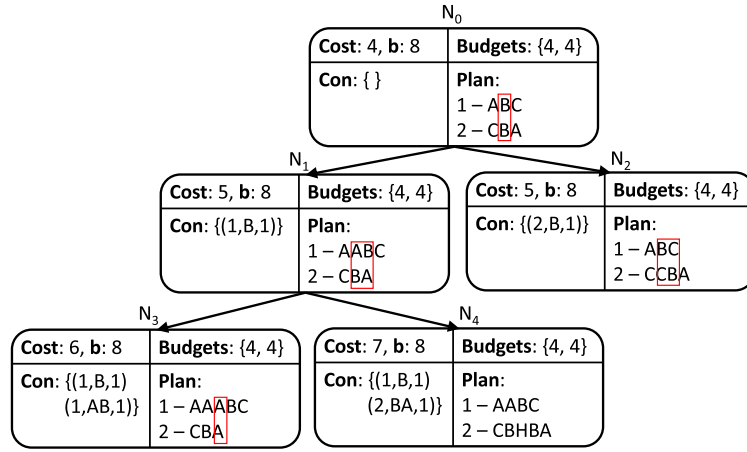 N0
Cost: 4, b: 8 Budgets: {4, 4}
Con: { } Plan:
1 – ABC
2 – CBA
N1
Cost: 5, b: 8 Budgets: {4, 4}
Con: {(1,B,1)} Plan:
1 – AABC
2 – CBA
N2
Cost: 5, b: 8 Budgets: {4, 4}
Con: {(2,B,1)} Plan:
1 – ABC
2 – CCBA
N3
Cost: 6, b: 8 Budgets: {4, 4}
Con: {(1,B,1) Plan:
(1,AB,1)} 1 – AAABC
2 – CBA
N4
Cost: 7, b: 8 Budgets: {4, 4}
Con: {(1,B,1) Plan:
(2,BA,1)} 1 – AABC
2 – CBHBA